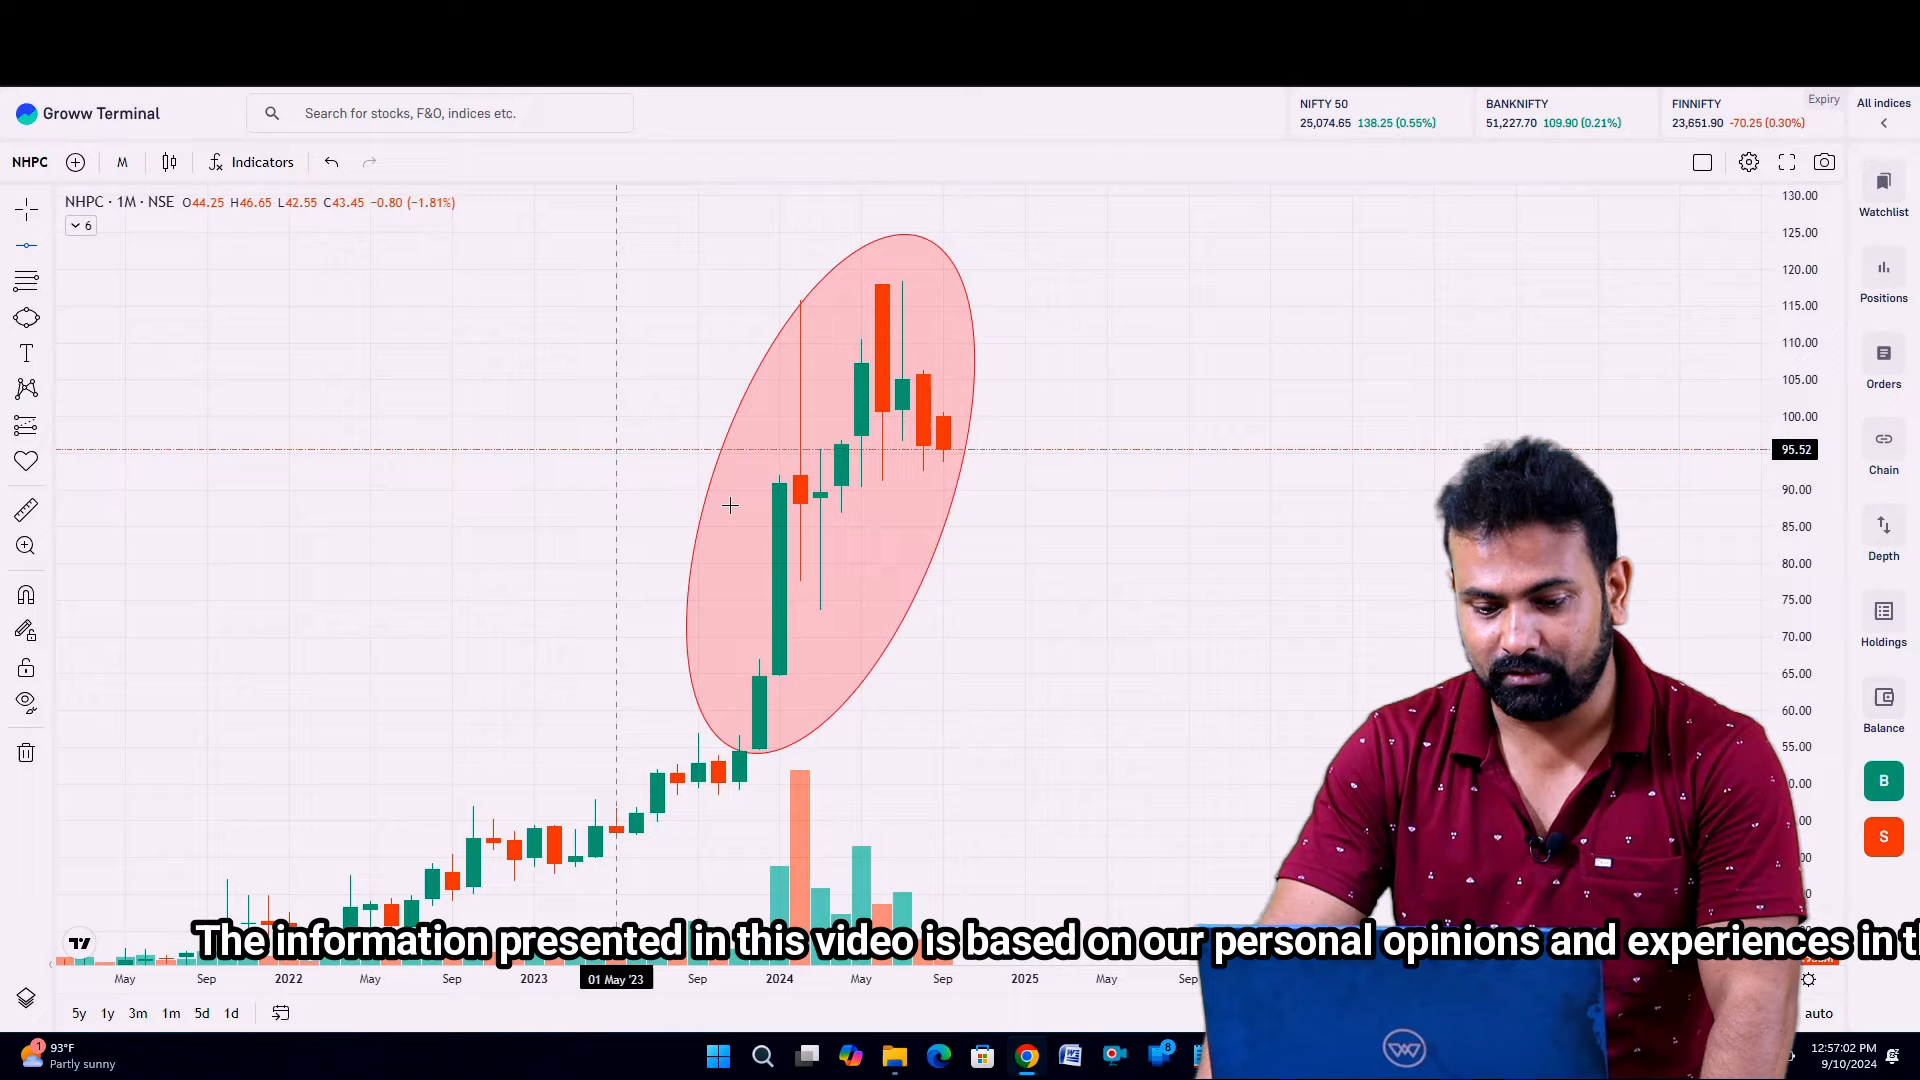 Groww Terminal
Search for stocks, F&O, indices etc.
NIFTY 50
25,074.65 138.25 (0.55%)
BANKNIFTY
51,227.70 109.90 (0.21%)
FINNIFTY
Expiry
23,651.90 -70.25 (0.30%)
All indices
NHPC
M
Indicators
NHPC · 1M · NSE O44.25 H46.65 L42.55 C43.45 −0.80 (−1.81%)
6
130.00
125.00
120.00
115.00
110.00
105.00
100.00
95.52
90.00
85.00
80.00
75.00
70.00
65.00
60.00
55.00
Watchlist
Positions
Orders
Chain
Depth
Holdings
Balance
B
S
The information presented in this video is based on our personal opinions and experiences in
May Sep 2022 May Sep 2023 01 May '23 Sep 2024 May Sep 2025 May Sep
5y 1y 3m 1m 5d 1d
auto
1
93°F
Partly sunny
8
12:57:02 PM
9/10/2024